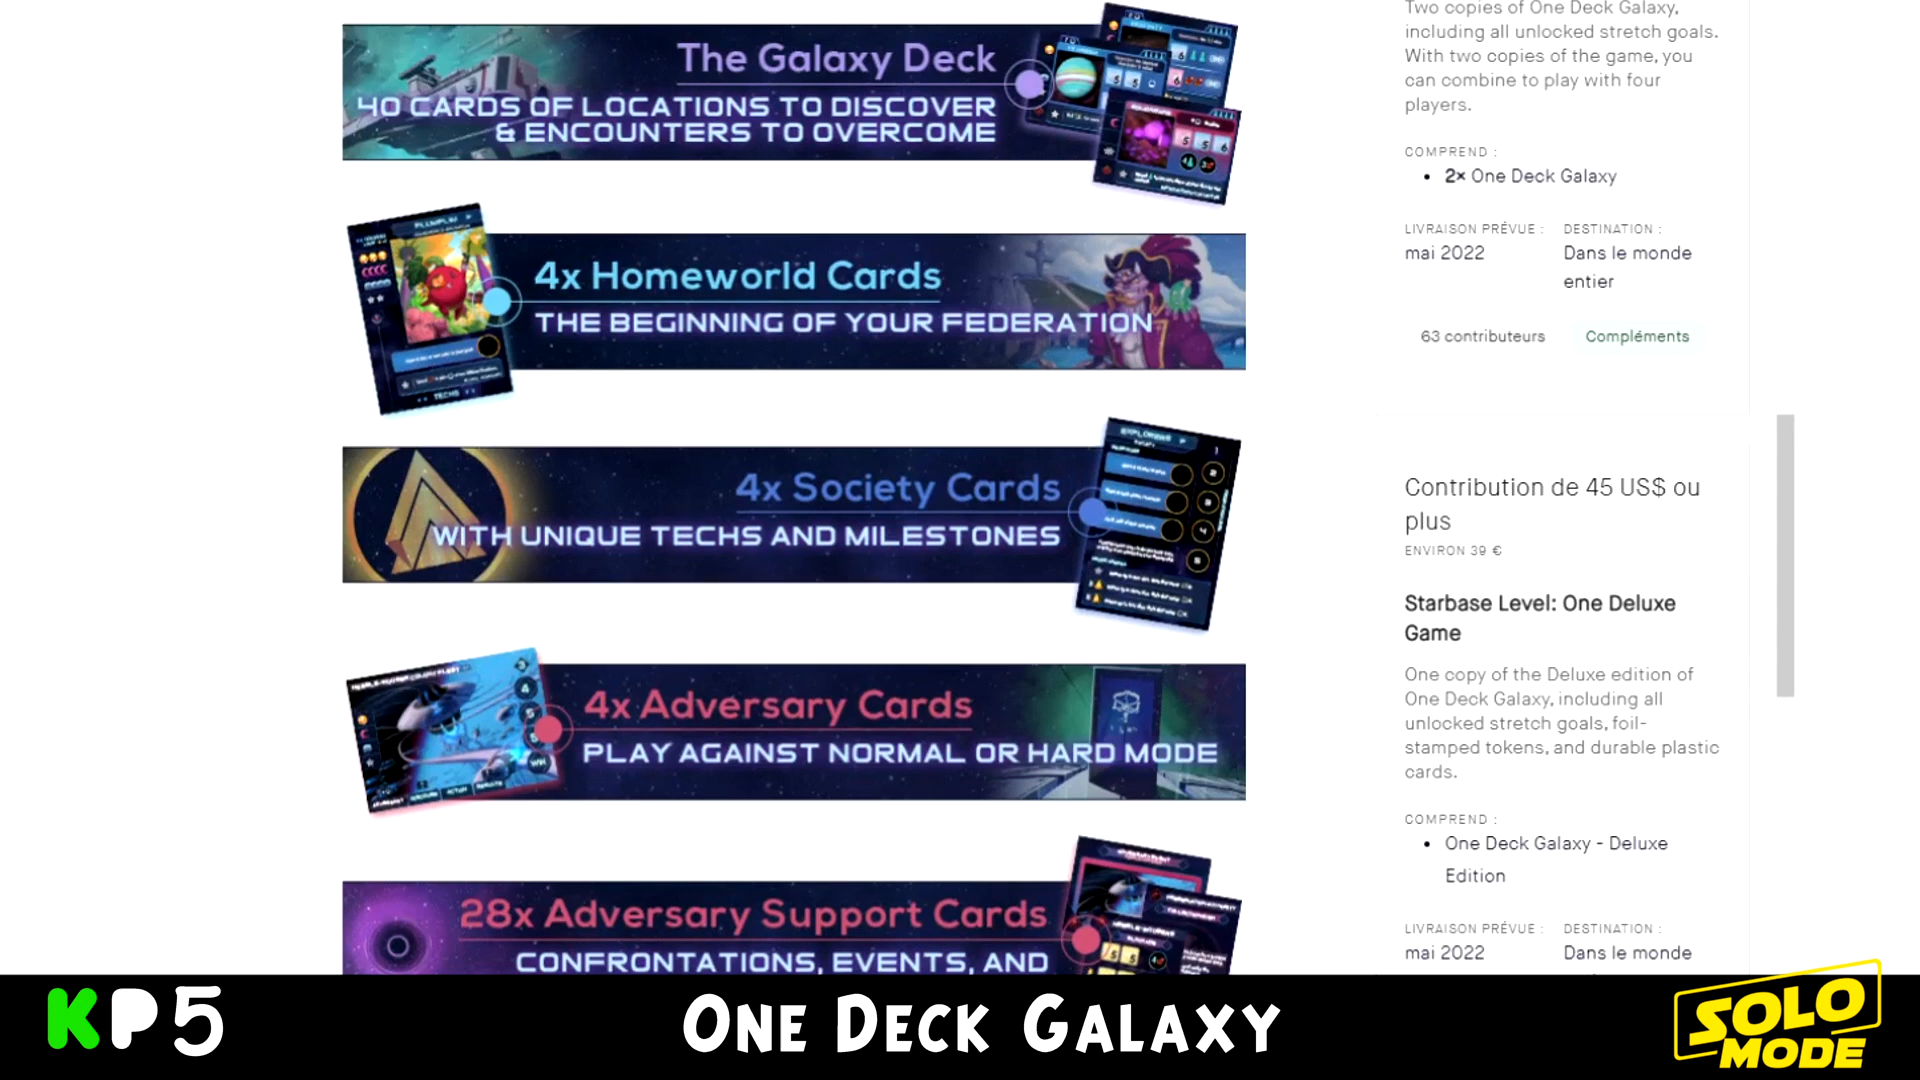 The Galaxy Deck
40 CARDS OF LOCATIONS TO DISCOVER
& ENCOUNTERS TO OVERCOME
4x Homeworld Cards
THE BEGINNING OF YOUR FEDERATION
TECHS
4x Society Cards
WITH UNIQUE TECHS AND MILESTONES
EXPLORERS
4x Adversary Cards
PLAY AGAINST NORMAL OR HARD MODE
28x Adversary Support Cards
CONFRONTATIONS, EVENTS, AND
Two copies of One Deck Galaxy,
including all unlocked stretch goals.
With two copies of the game, you
can combine to play with four
players.
COMPREND :
• 2× One Deck Galaxy
LIVRAISON PRÉVUE :
mai 2022
DESTINATION :
Dans le monde
entier
63 contributeurs
Compléments
Contribution de 45 US$ ou
plus
ENVIRON 39 €
Starbase Level: One Deluxe
Game
One copy of the Deluxe edition of
One Deck Galaxy, including all
unlocked stretch goals, foil-
stamped tokens, and durable plastic
cards.
COMPREND :
• One Deck Galaxy - Deluxe
Edition
LIVRAISON PRÉVUE :
mai 2022
DESTINATION :
Dans le monde
KP5
ONE DECK GALAXY
SOLO
MODE